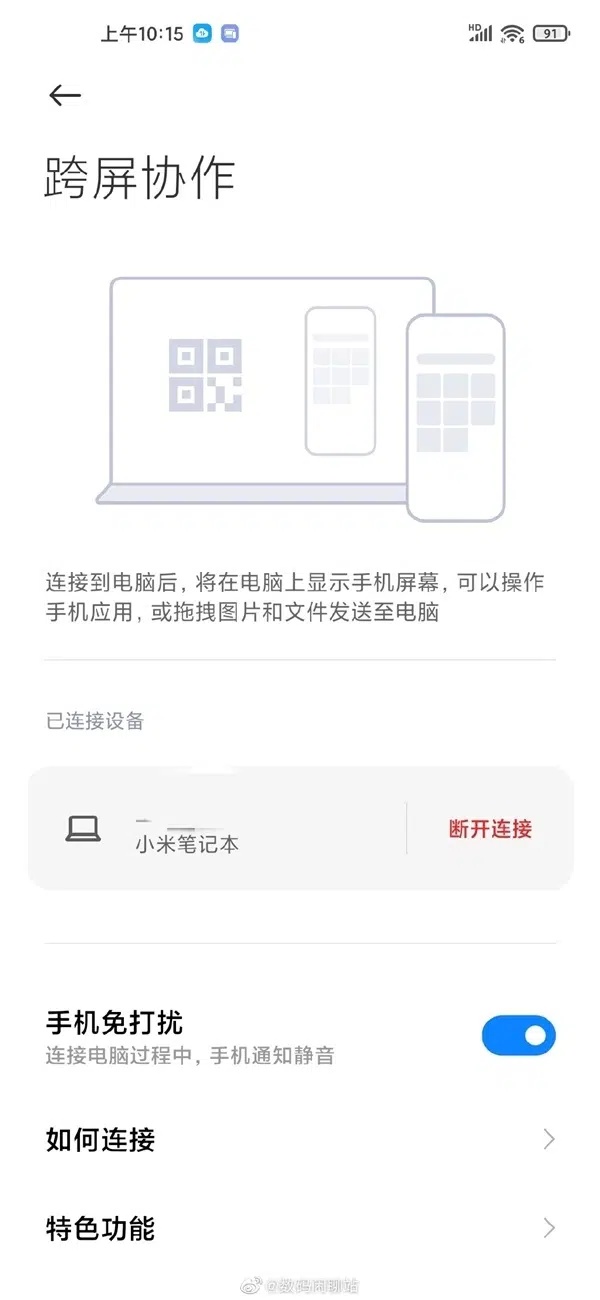 上午10:15
HD
6
91
跨屏协作
连接到电脑后，将在电脑上显示手机屏幕，可以操作
手机应用，或拖拽图片和文件发送至电脑
已连接设备
小米笔记本
断开连接
手机免打扰
连接电脑过程中，手机通知静音
如何连接
特色功能
@数码闲聊站